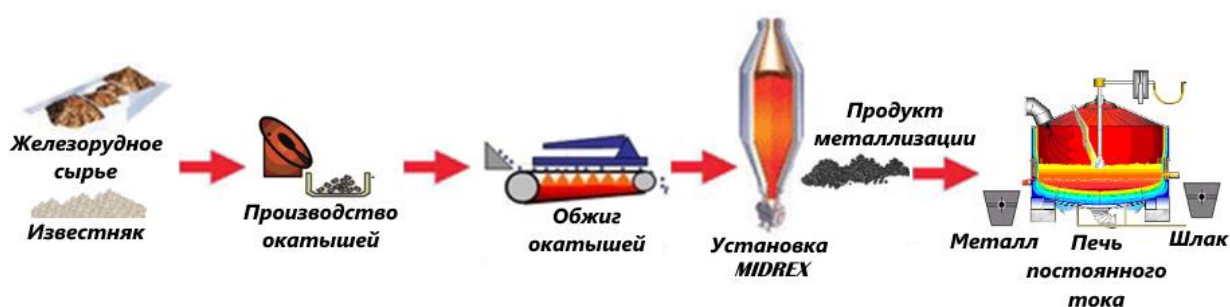 Железорудное
сырье
Известняк
Производство
окатышей
Обжиг
окатышей
Установка
MIDREX
Продукт
металлизации
Металл
Печь
постоянного
тока
Шлак